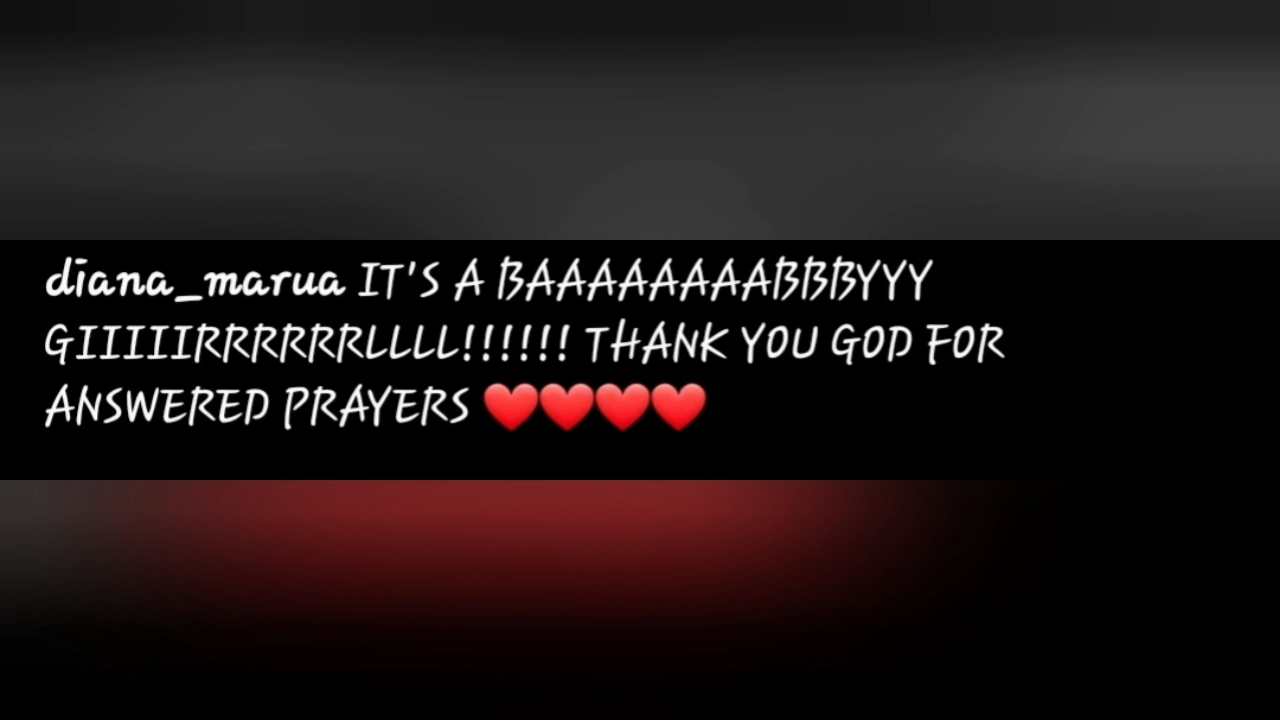 diana_marua IT'S A BAAAAAAAABBBYYY
GIIIIIRRRRRRLLLL!!!!!! THANK YOU GOD FOR
ANSWERED PRAYERS ❤️❤️❤️❤️